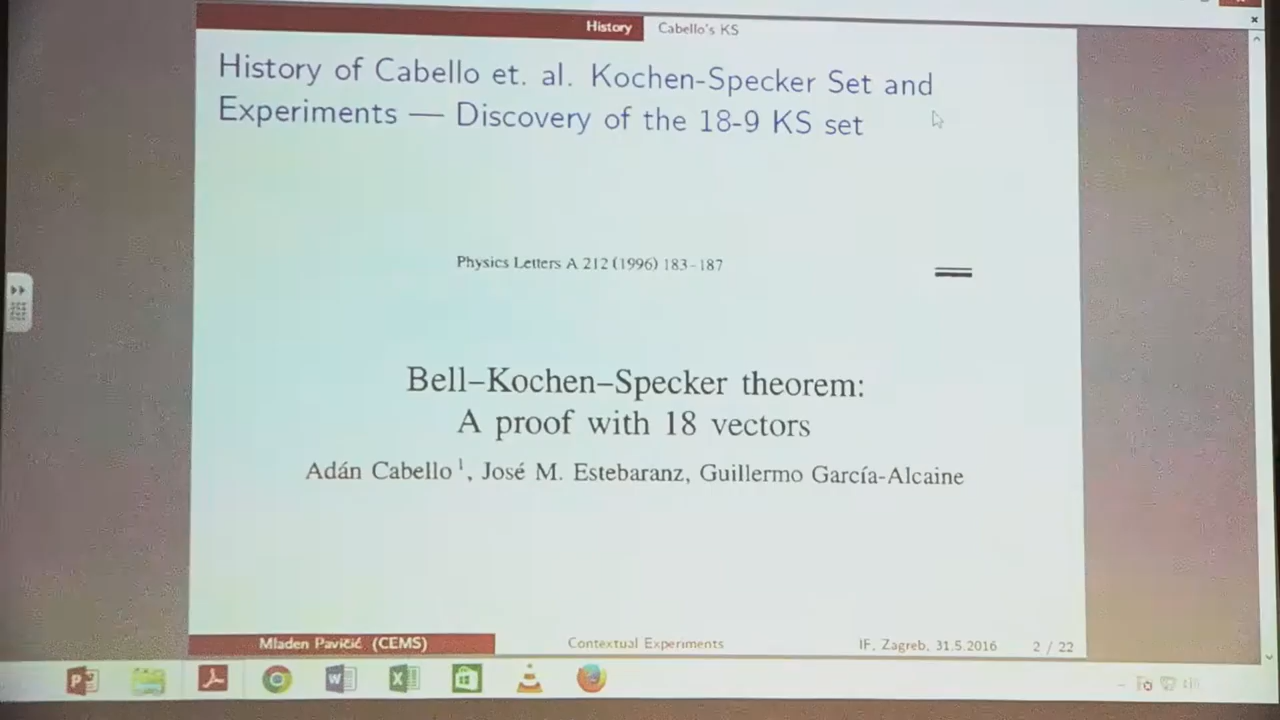 History Cabello's KS
History of Cabello et. al. Kochen-Specker Set and
Experiments — Discovery of the 18-9 KS set
Physics Letters A 212 (1996) 183-187
Bell–Kochen–Specker theorem:
A proof with 18 vectors
Adán Cabello 1, José M. Estebaranz, Guillermo García-Alcaine
Mladen Pavičić (CEMS) Contextual Experiments IF, Zagreb, 31.5.2016 2 / 22